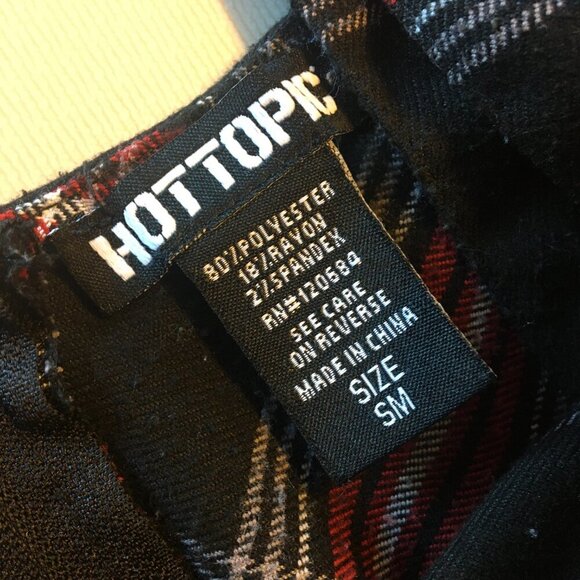 HOTTOPIC
80%POLYESTER
18%RAYON
2%SPANDEX
RN#120684
SEE CARE
ON REVERSE
MADE IN CHINA
SIZE
SM